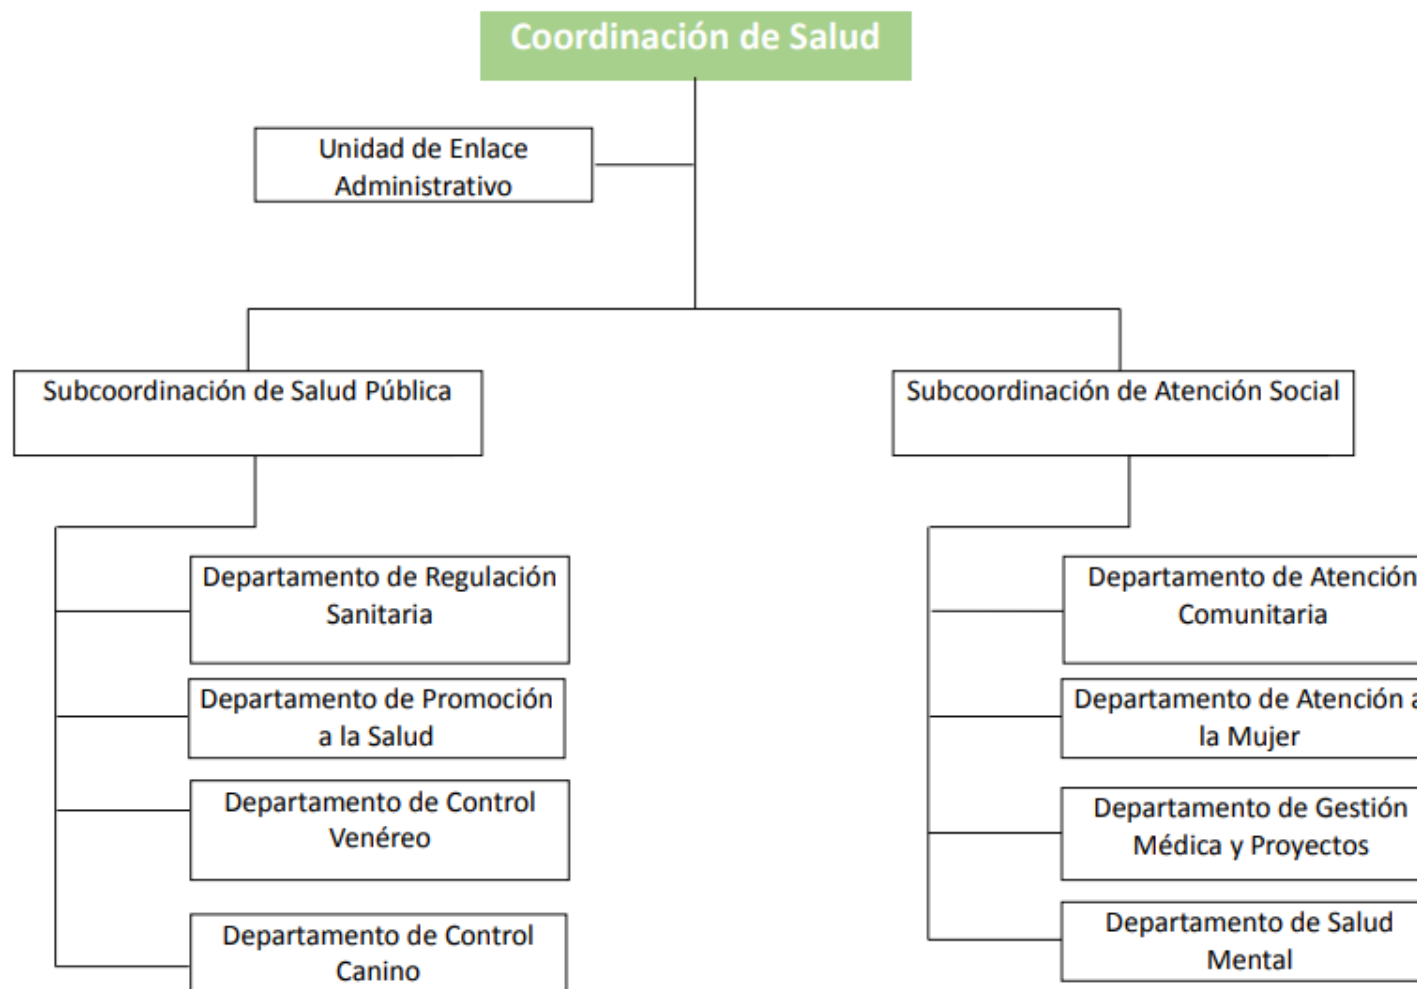 Coordinación de Salud
Unidad de Enlace
Administrativo
Subcoordinación de Salud Pública
Subcoordinación de Atención Social
Departamento de Regulación
Sanitaria
Departamento de Promoción
a la Salud
Departamento de Control
Venéreo
Departamento de Control
Canino
Departamento de Atención
Comunitaria
Departamento de Atención a
la Mujer
Departamento de Gestión
Médica y Proyectos
Departamento de Salud
Mental